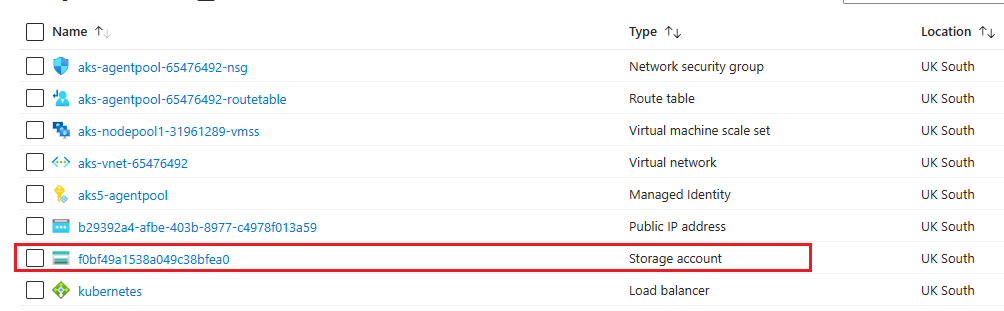 Name ↑↓ Type ↑↓ Location ↑↓
aks-agentpool-65476492-nsg Network security group UK South
aks-agentpool-65476492-routetable Route table UK South
aks-nodepool1-31961289-vmss Virtual machine scale set UK South
aks-vnet-65476492 Virtual network UK South
aks5-agentpool Managed Identity UK South
b29392a4-afbe-403b-8977-c4978f013a59 Public IP address UK South
f0bf49a1538a049c38bfea0 Storage account UK South
kubernetes Load balancer UK South